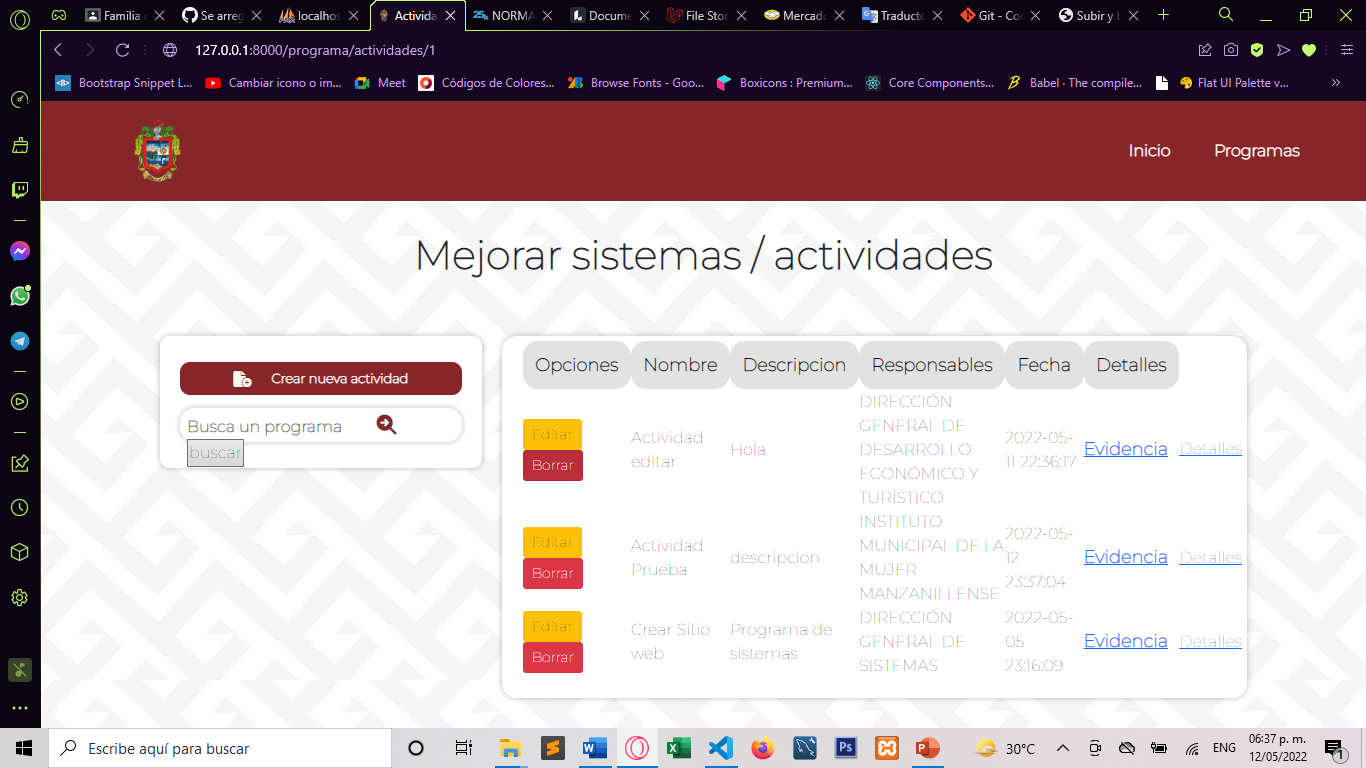 Familia
Se arreg
localhos
Activida
NORMA
Docume
File Stor
Mercado
Traducto
Git - Cor
Subir y b
127.0.0.1:8000/programa/actividades/1
Bootstrap Snippet L...
Cambiar icono o im...
Meet
Códigos de Colores...
Browse Fonts - Goo...
Boxicons : Premium...
Core Components...
Babel · The compile...
Flat UI Palette v...
Inicio
Programas
Mejorar sistemas / actividades
Crear nueva actividad
Busca un programa
buscar
Opciones Nombre Descripcion Responsables Fecha Detalles
Editar
Borrar
Actividad
editar
Hola
DIRECCIÓN
GENERAL DE
DESARROLLO
ECONÓMICO Y
TURÍSTICO
2022-05-
11 22:36:17
Evidencia
Detalles
Editar
Borrar
Actividad
Prueba
descripcion
INSTITUTO
MUNICIPAL DE LA
MUJER
MANZANILLENSE
2022-05-
12
23:37:04
Evidencia
Detalles
Editar
Borrar
Crear Sitio
web
Programa de
sistemas
DIRECCIÓN
GENERAL DE
SISTEMAS
2022-05-
05
23:16:09
Evidencia
Detalles
Escribe aquí para buscar
30°C
ENG
06:37 p. m.
12/05/2022
1